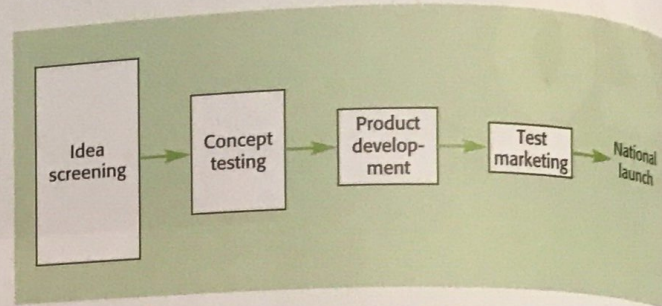 Idea
screening
Concept
testing
Product
develop-
ment
Test
marketing
National
launch